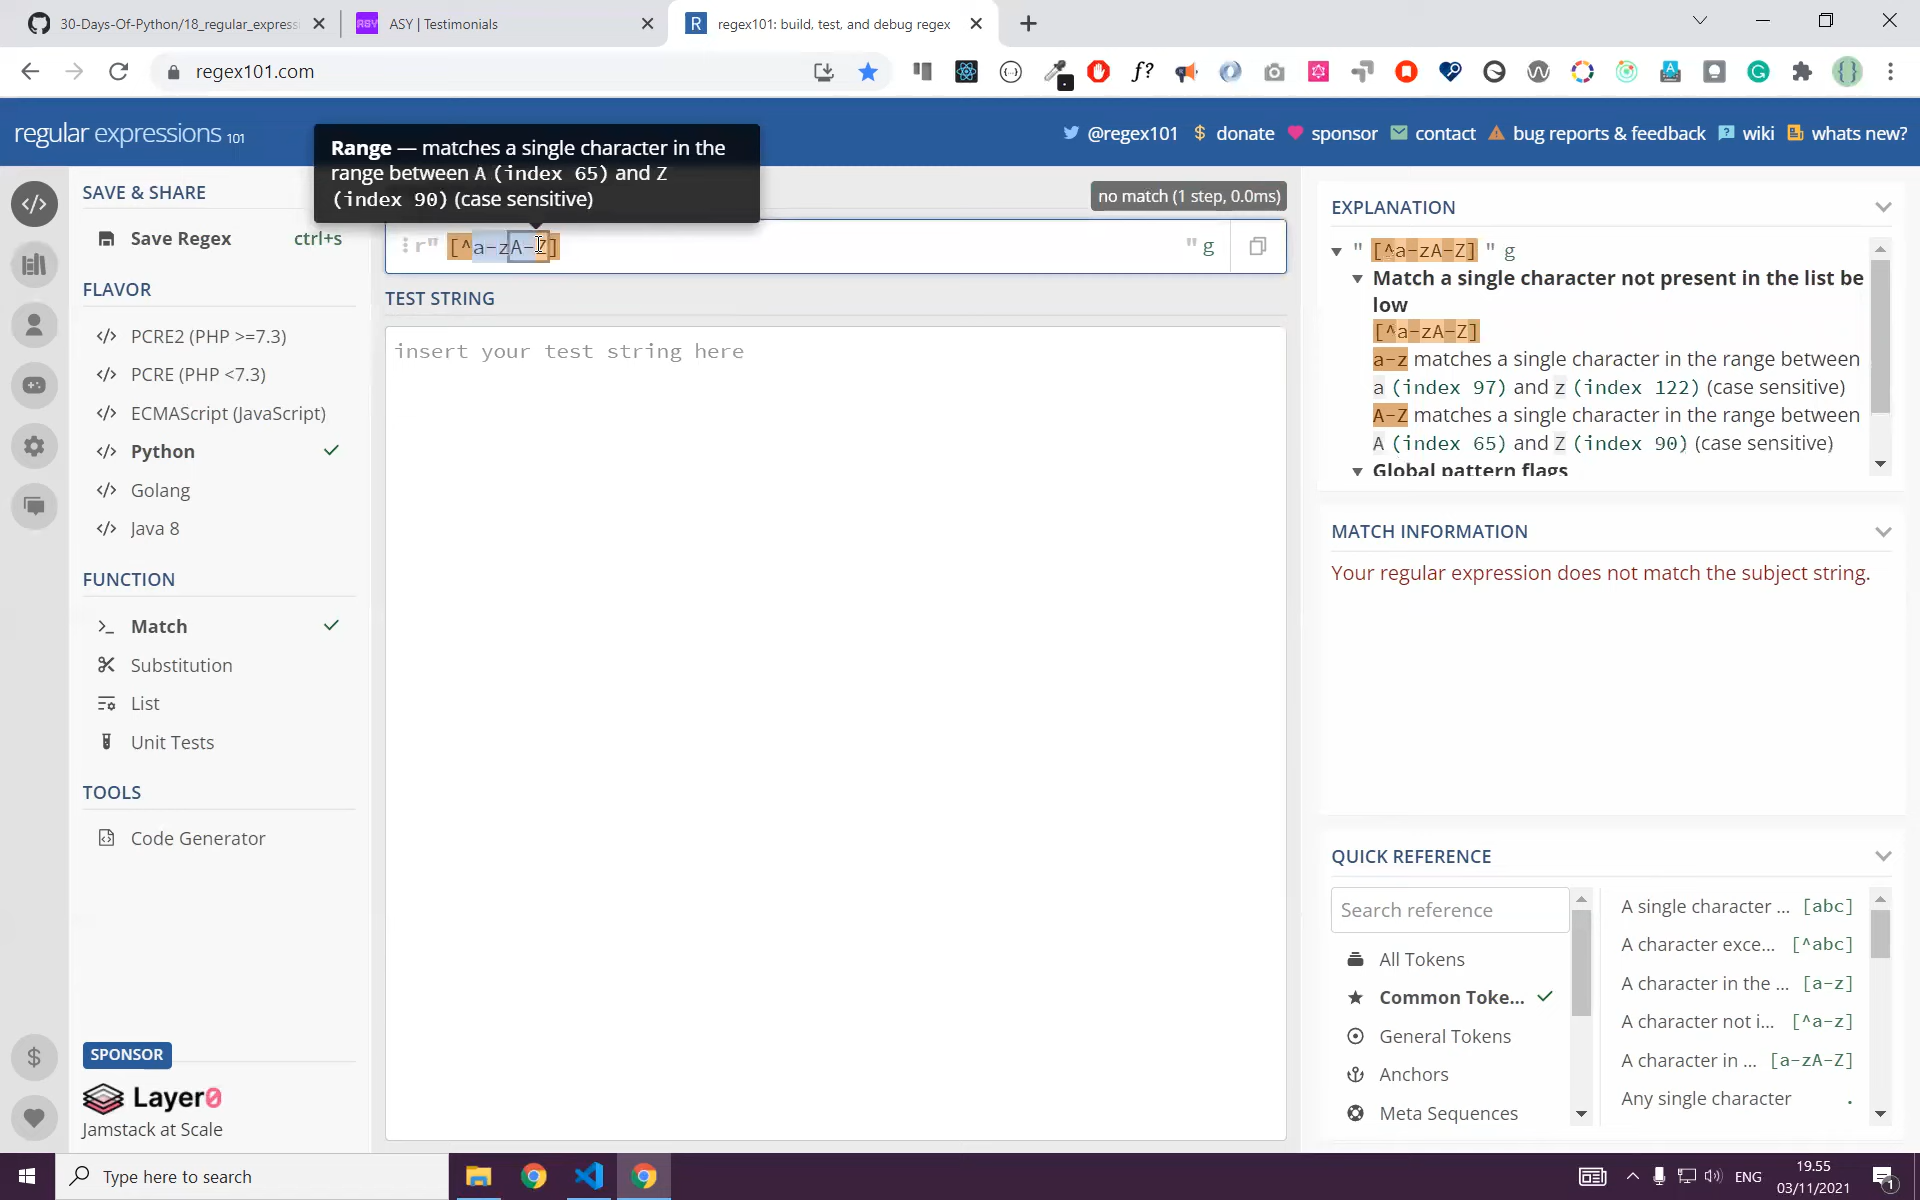 30-Days-Of-Python/18_regular_express
ASY | Testimonials
regex101: build, test, and debug regex
regex101.com
regular expressions 101
@regex101
$ donate
sponsor
contact
bug reports & feedback
wiki
whats new?
Range — matches a single character in the
range between A (index 65) and Z
(index 90) (case sensitive)
SAVE & SHARE
Save Regex ctrl+s
FLAVOR
PCRE2 (PHP >=7.3)
PCRE (PHP <7.3)
ECMAScript (JavaScript)
Python
Golang
Java 8
FUNCTION
Match
Substitution
List
Unit Tests
TOOLS
Code Generator
SPONSOR
Layer0
Jamstack at Scale
no match (1 step, 0.0ms)
r" [^a-zA-Z] " g
TEST STRING
insert your test string here
EXPLANATION
" [^a-zA-Z] " g
Match a single character not present in the list be
low
[^a-zA-Z]
a-z matches a single character in the range between
a (index 97) and z (index 122) (case sensitive)
A-Z matches a single character in the range between
A (index 65) and Z (index 90) (case sensitive)
Global pattern flags
MATCH INFORMATION
Your regular expression does not match the subject string.
QUICK REFERENCE
Search reference
All Tokens
Common Toke...
General Tokens
Anchors
Meta Sequences
A single character ... [abc]
A character exce... [^abc]
A character in the ... [a-z]
A character not i... [^a-z]
A character in ... [a-zA-Z]
Any single character .
Type here to search
ENG
19.55
03/11/2021
1